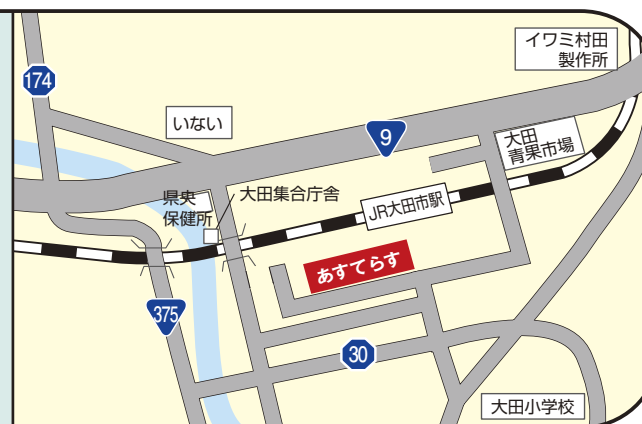 イワミ村田
製作所
174
いない
9
大田
青果市場
県央
保健所
大田集合庁舎
JR大田市駅
あすてらす
375
30
大田小学校